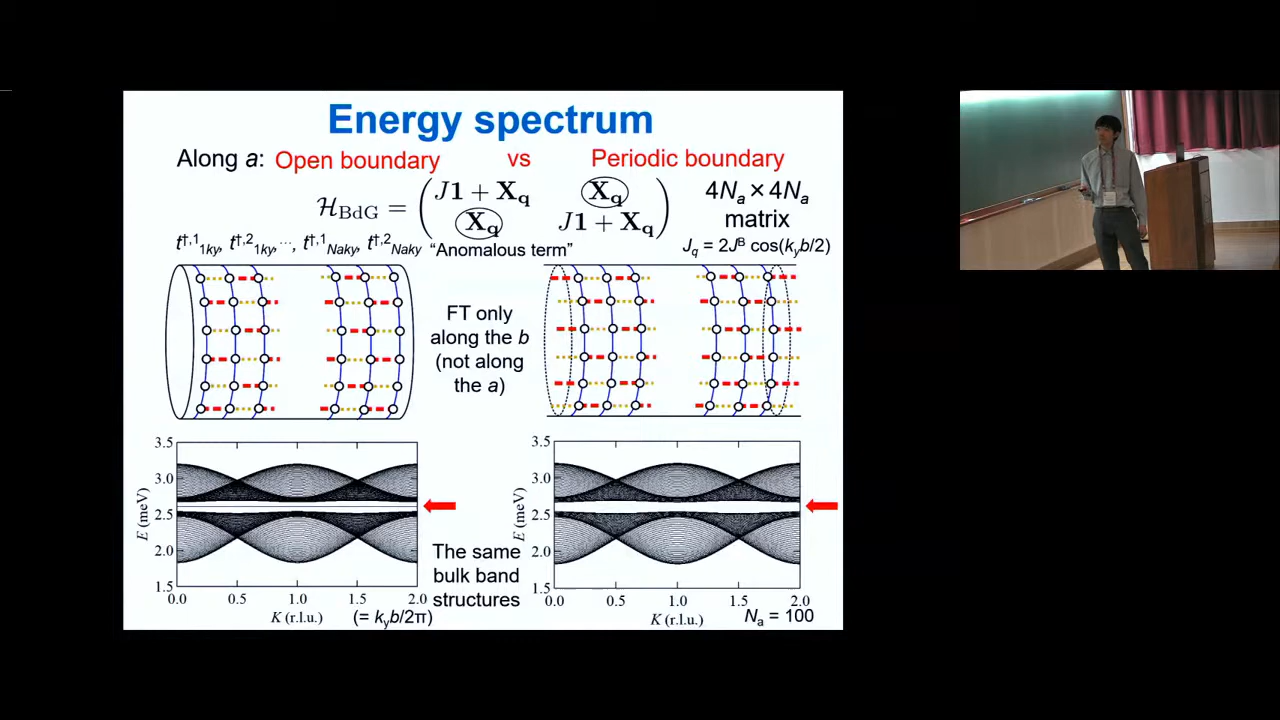 Energy spectrum
Along a: Open boundary vs Periodic boundary
H_BdG = ( J1 + X_q X_q
X_q J1 + X_q )
4N_a × 4N_a
matrix
t†,1_1ky, t†,2_1ky, ..., t†,1_Naky, t†,2_Naky
"Anomalous term"
J_q = 2J^B cos(k_yb/2)
FT only
along the b
(not along
the a)
3.5
3.0
2.5
2.0
1.5
E (meV)
0.0 0.5 1.0 1.5 2.0
K (r.l.u.)
(= k_yb/2π)
The same
bulk band
structures
3.5
3.0
2.5
2.0
1.5
E (meV)
0.0 0.5 1.0 1.5 2.0
K (r.l.u.)
N_a = 100